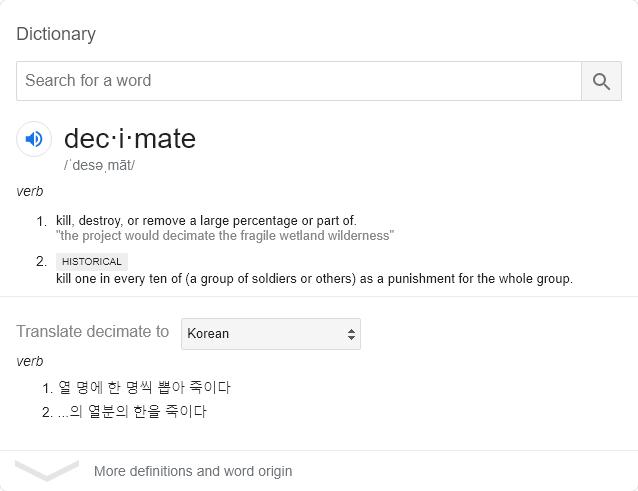 Dictionary
Search for a word
dec·i·mate
/ˈdesəˌmāt/
verb
1. kill, destroy, or remove a large percentage or part of.
"the project would decimate the fragile wetland wilderness"
2. HISTORICAL
kill one in every ten of (a group of soldiers or others) as a punishment for the whole group.
Translate decimate to Korean
verb
1. 열 명에 한 명씩 뽑아 죽이다
2. ...의 열분의 한을 죽이다
More definitions and word origin